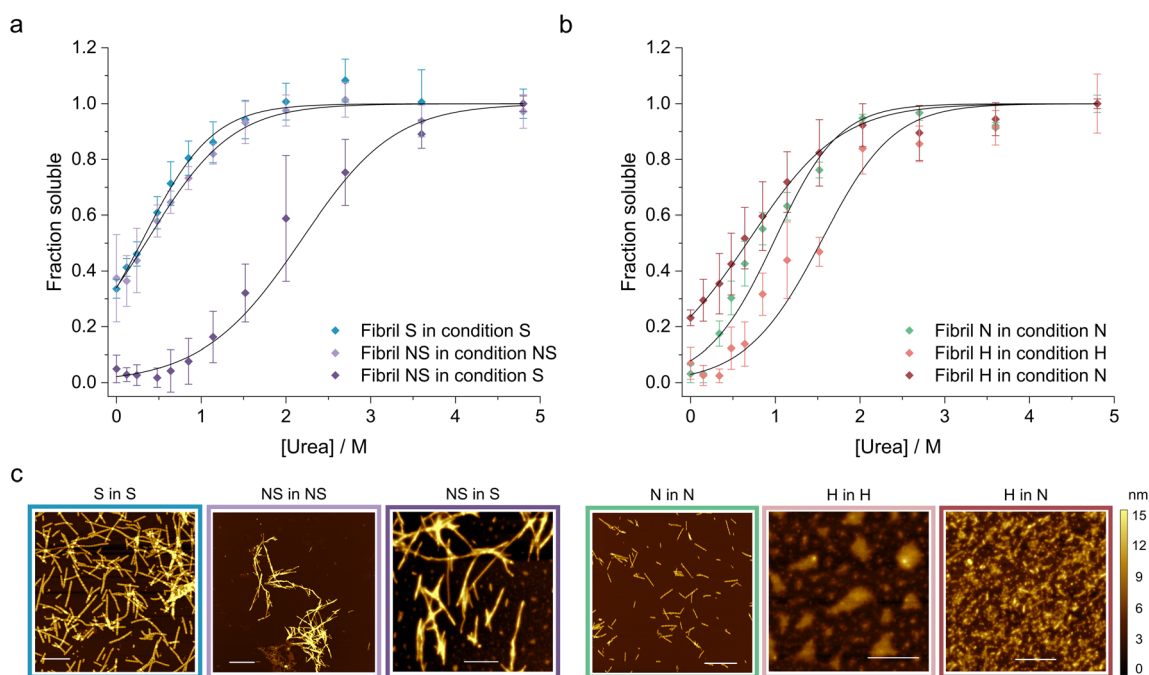 a
1.2
1.0
0.8
0.6
0.4
0.2
0.0
Fraction soluble
0
1
2
3
4
5
[Urea] / M
Fibril S in condition S
Fibril NS in condition NS
Fibril NS in condition S
b
1.2
1.0
0.8
0.6
0.4
0.2
0.0
Fraction soluble
0
1
2
3
4
5
[Urea] / M
Fibril N in condition N
Fibril H in condition H
Fibril H in condition N
c
S in S
NS in NS
NS in S
N in N
H in H
H in N
nm
15
12
9
6
3
0